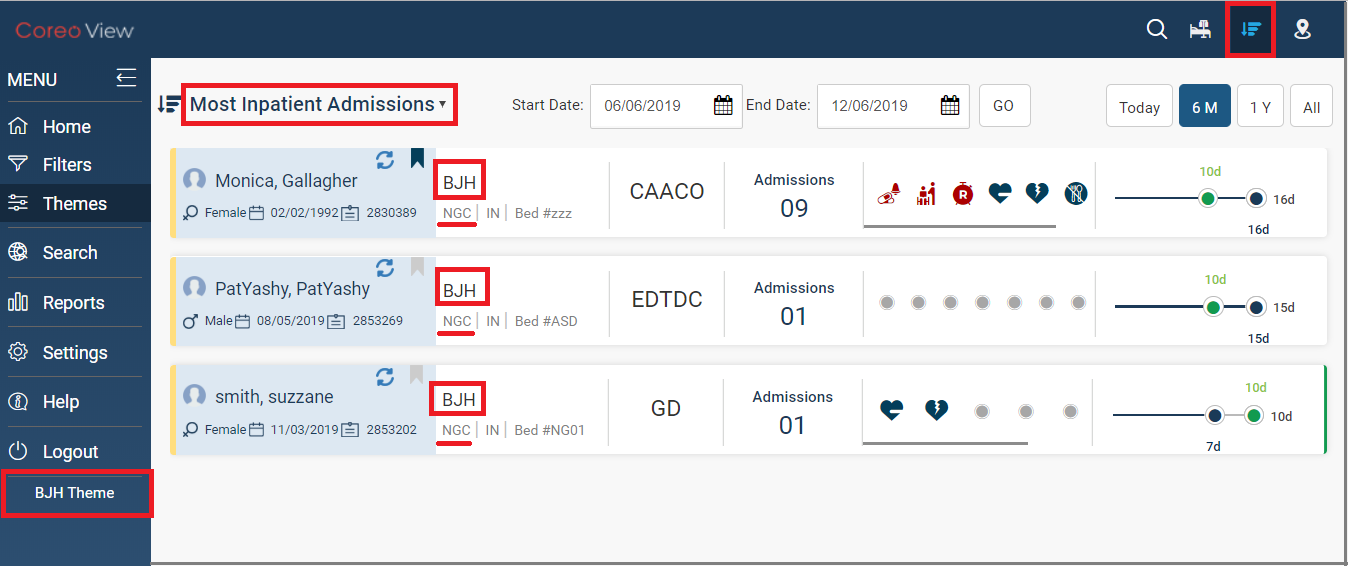 Coreo View
MENU
Home
Filters
Themes
Search
Reports
Settings
Help
Logout
BJH Theme
Most Inpatient Admissions
Start Date: 06/06/2019 End Date: 12/06/2019 GO
Today 6 M 1 Y All
Monica, Gallagher
Female 02/02/1992 2830389
BJH
NGC IN Bed #zzz
CAACO
Admissions
09
R
NO
N
10d
16d
16d
PatYashy, PatYashy
Male 08/05/2019 2853269
BJH
NGC IN Bed #ASD
EDTDC
Admissions
01
10d
15d
15d
smith, suzzane
Female 11/03/2019 2853202
BJH
NGC IN Bed #NG01
GD
Admissions
01
10d
10d
7d